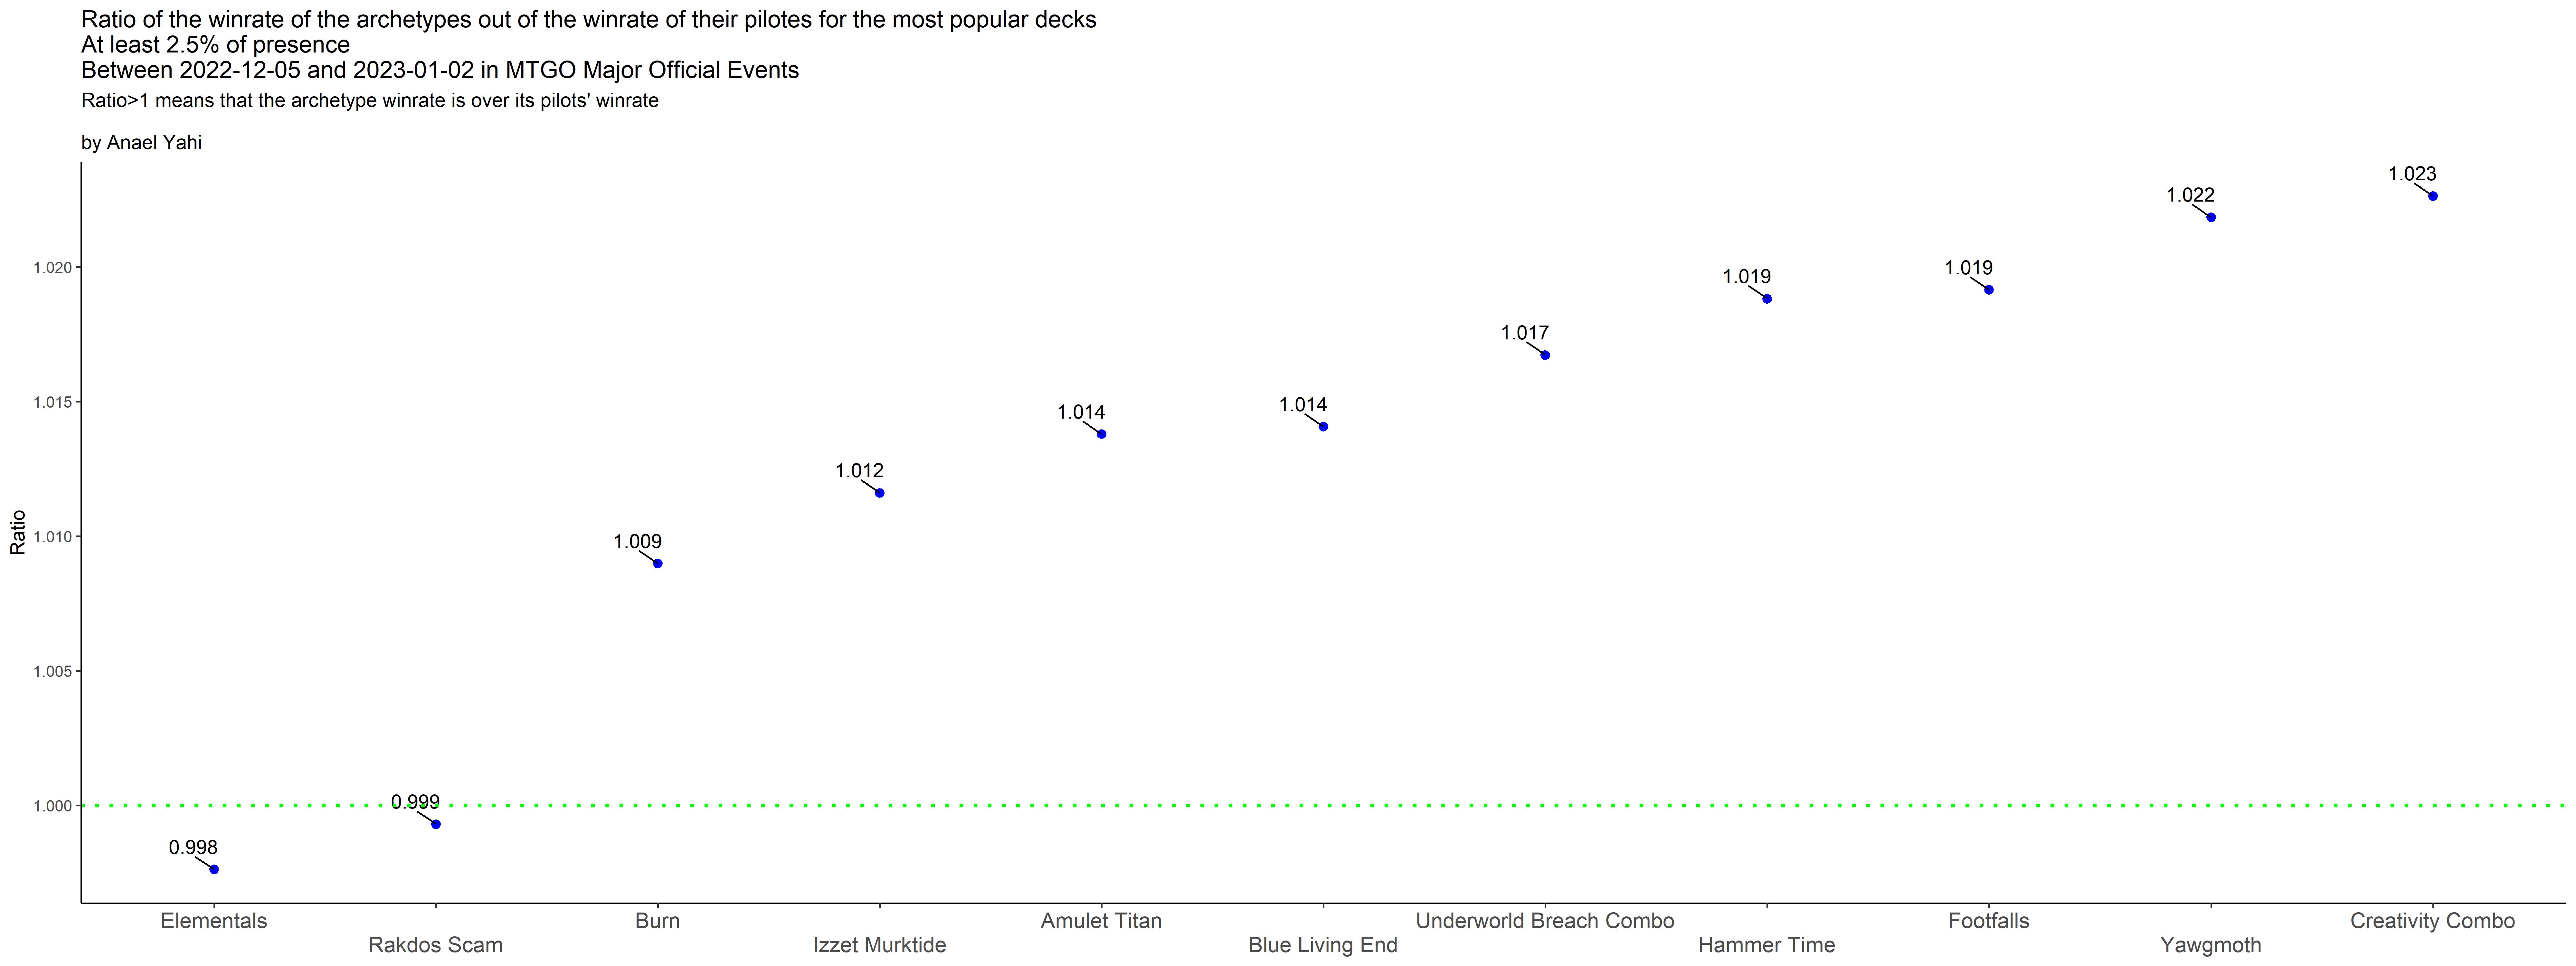 Ratio of the winrate of the archetypes out of the winrate of their pilotes for the most popular decks
At least 2.5% of presence
Between 2022-12-05 and 2023-01-02 in MTGO Major Official Events
Ratio>1 means that the archetype winrate is over its pilots' winrate
by Anael Yahi
1.023
1.022
1.020
1.019
1.019
1.017
1.015
1.014
1.014
1.012
Ratio
1.010
1.009
1.005
1.000
0.999
0.998
Elementals
Rakdos Scam
Burn
Izzet Murktide
Amulet Titan
Blue Living End
Underworld Breach Combo
Hammer Time
Footfalls
Yawgmoth
Creativity Combo